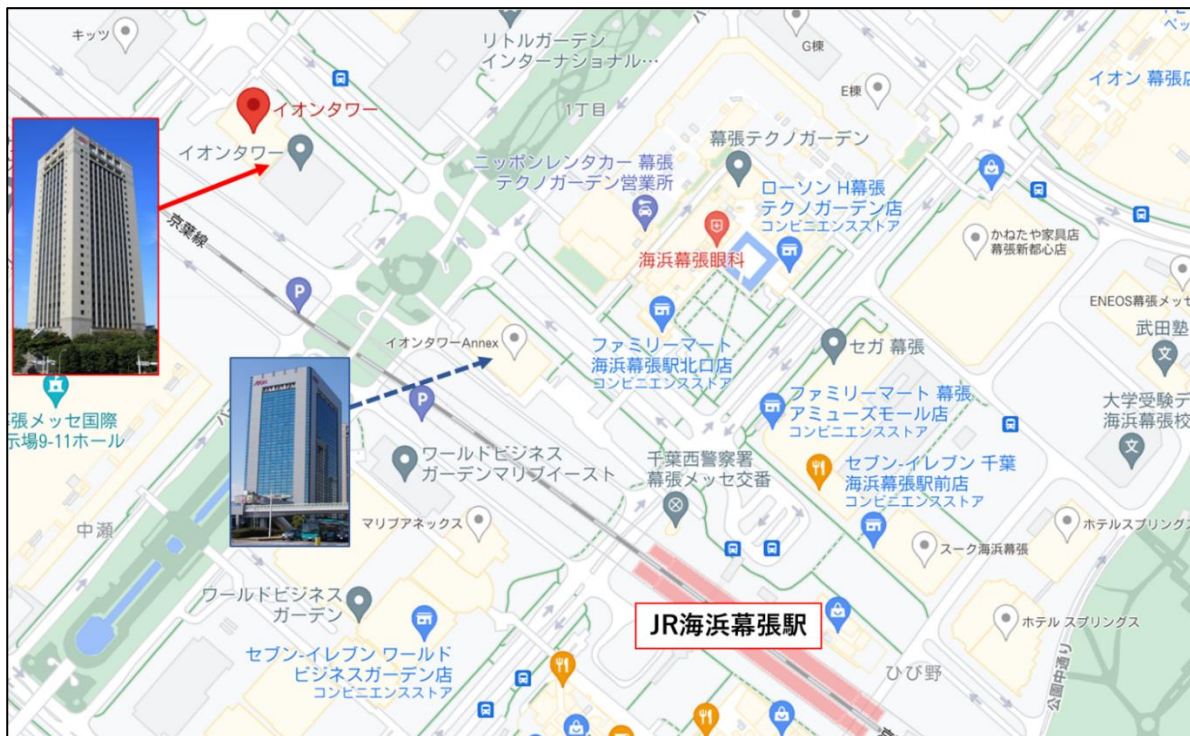 キッツ
リトルガーデン
インターナショナル…
G棟
E棟
イオン 幕張店
イオンタワー
イオンタワー
1丁目
幕張テクノガーデン
ニッポンレンタカー 幕張
テクノガーデン営業所
ローソン H幕張
テクノガーデン店
コンビニエンスストア
かねたや家具店
幕張新都心店
海浜幕張眼科
京葉線
P
ENEOS幕張メッセ
武田塾
イオンタワーAnnex
ファミリーマート
海浜幕張駅北口店
コンビニエンスストア
セガ 幕張
ファミリーマート 幕張
アミューズモール店
コンビニエンスストア
大学受験デ
海浜幕張校
文
文
張メッセ国際
示場9-11ホール
P
ワールドビジネス
ガーデンマリブイースト
千葉西警察署
幕張メッセ交番
セブン-イレブン 千葉
海浜幕張駅前店
コンビニエンスストア
中瀬
マリブアネックス
スーク海浜幕張
ホテルスプリングス
ワールドビジネス
ガーデン
JR海浜幕張駅
ホテル スプリングス
セブン-イレブン ワールド
ビジネスガーデン店
コンビニエンスストア
ひび野
公園中通り